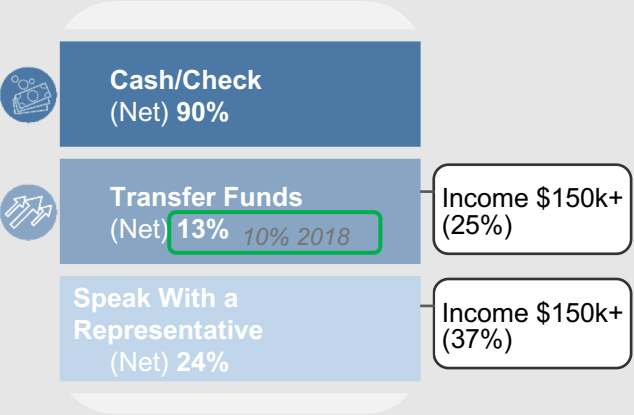 Cash/Check
(Net) 90%
Transfer Funds
(Net) 13% 10% 2018
Income $150k+
(25%)
Speak With a
Representative
(Net) 24%
Income $150k+
(37%)